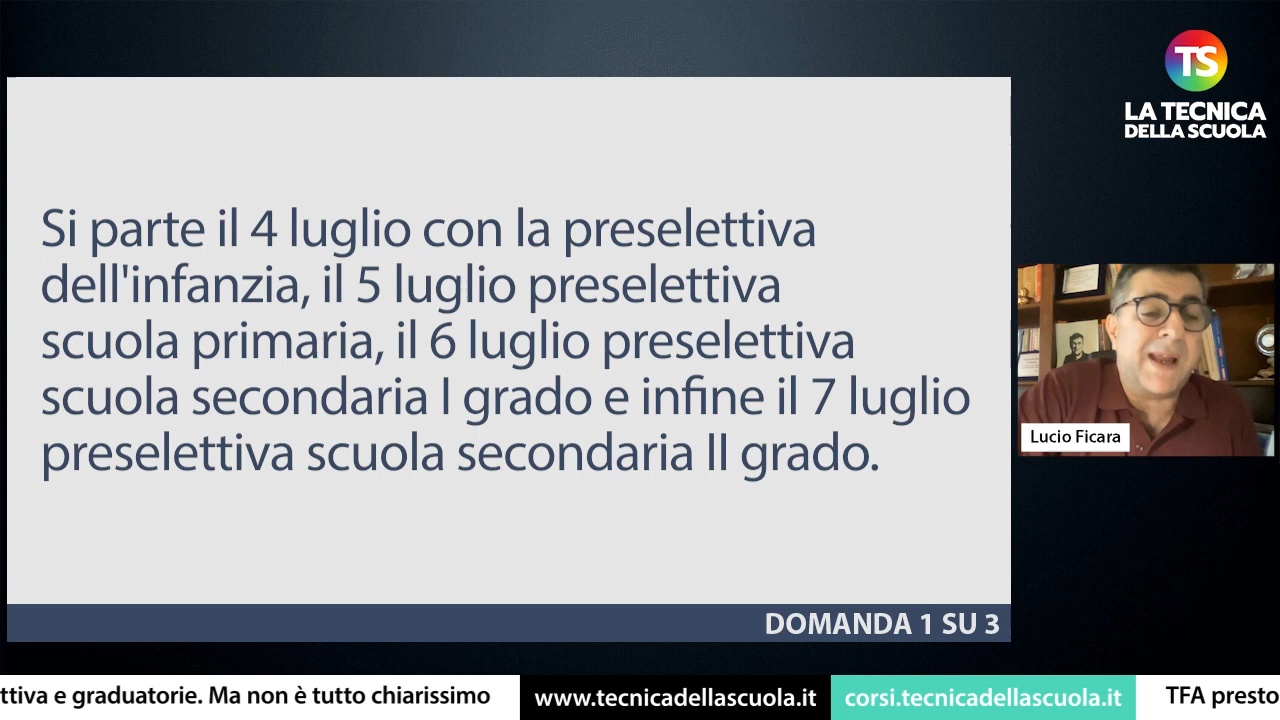 TS
LA TECNICA
DELLA SCUOLA
Si parte il 4 luglio con la preselettiva
dell'infanzia, il 5 luglio preselettiva
scuola primaria, il 6 luglio preselettiva
scuola secondaria I grado e infine il 7 luglio
preselettiva scuola secondaria II grado.
Lucio Ficara
DOMANDA 1 SU 3
ttiva e graduatorie. Ma non è tutto chiarissimo
www.tecnicadellascuola.it
corsi.tecnicadellascuola.it
TFA presto